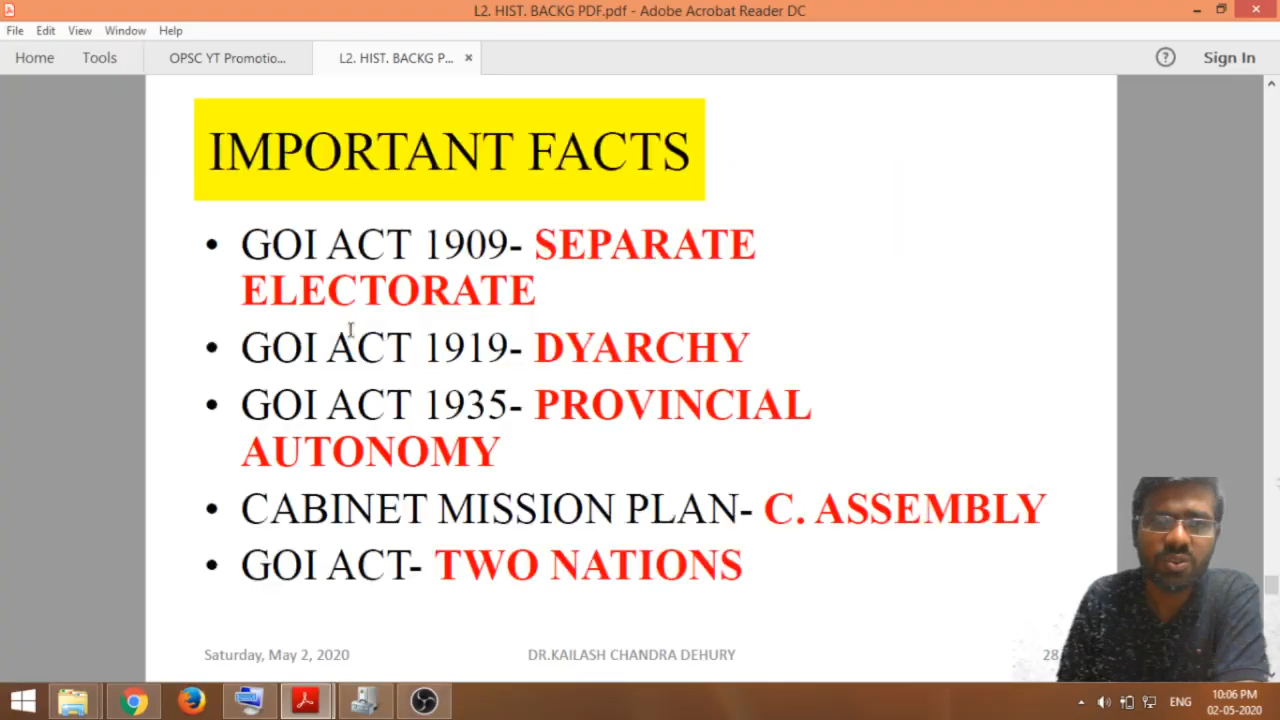 L2. HIST. BACKG PDF.pdf - Adobe Acrobat Reader DC
File Edit View Window Help
Home Tools OPSC YT Promotio... L2. HIST. BACKG P... × ? Sign In
IMPORTANT FACTS
• GOI ACT 1909- SEPARATE
ELECTORATE
• GOI ACT 1919- DYARCHY
• GOI ACT 1935- PROVINCIAL
AUTONOMY
• CABINET MISSION PLAN- C. ASSEMBLY
• GOI ACT- TWO NATIONS
Saturday, May 2, 2020 DR.KAILASH CHANDRA DEHURY 28
ENG 10:06 PM
02-05-2020